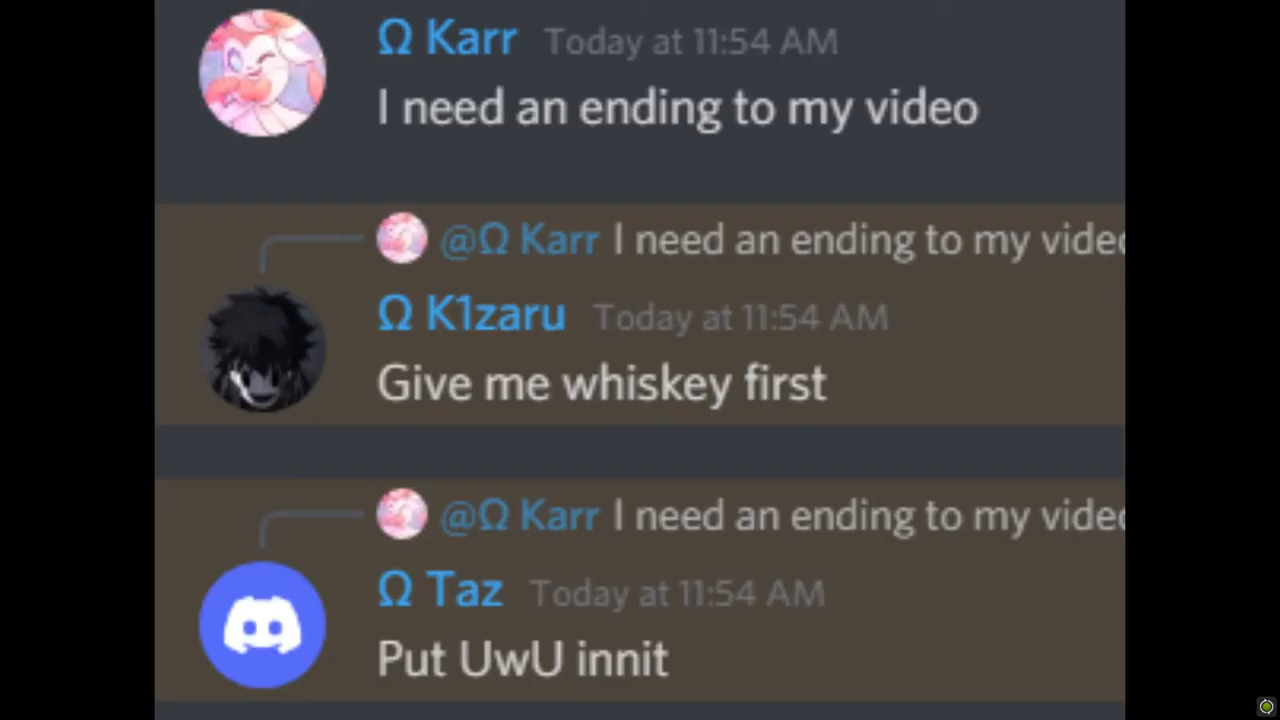 Ω Karr Today at 11:54 AM
I need an ending to my video
@Ω Karr I need an ending to my video
Ω K1zaru Today at 11:54 AM
Give me whiskey first
@Ω Karr I need an ending to my video
Ω Taz Today at 11:54 AM
Put UwU innit